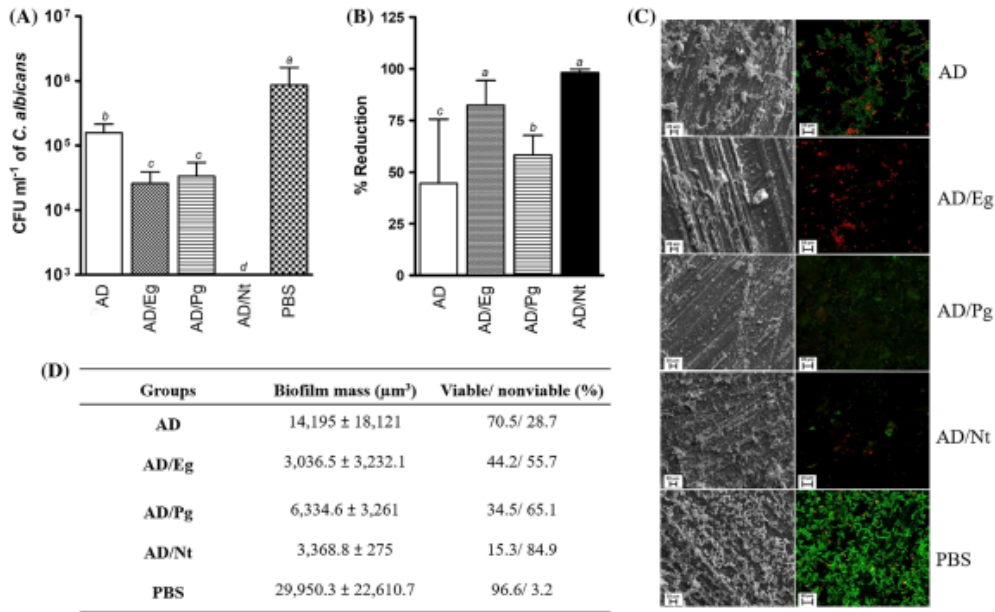 (A)
CFU ml⁻¹ of C. albicans
10⁷
10⁶
10⁵
10⁴
10³
b
c
c
d
a
AD
AD/Eg
AD/Pg
AD/Nt
PBS
(B)
% Reduction
125
100
75
50
25
0
c
a
b
a
AD
AD/Eg
AD/Pg
AD/Nt
(C)
AD
AD/Eg
AD/Pg
AD/Nt
PBS
(D)
Groups Biofilm mass (µm³) Viable/ nonviable (%)
AD 14,195 ± 18,121 70.5/ 28.7
AD/Eg 3,036.5 ± 3,232.1 44.2/ 55.7
AD/Pg 6,334.6 ± 3,261 34.5/ 65.1
AD/Nt 3,368.8 ± 275 15.3/ 84.9
PBS 29,950.3 ± 22,610.7 96.6/ 3.2